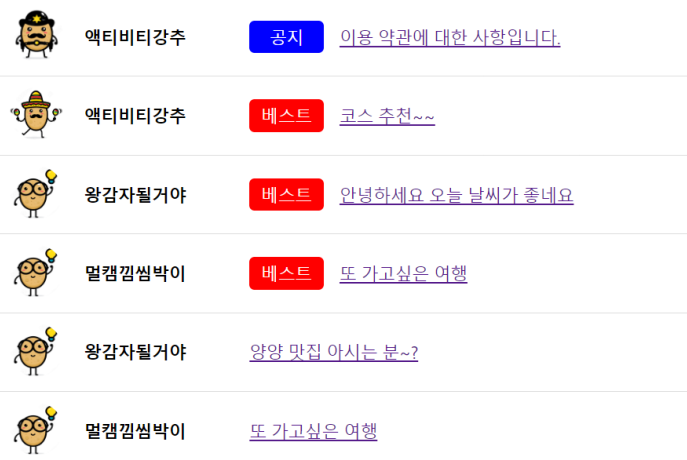 액티비티강추 공지 이용 약관에 대한 사항입니다.
액티비티강추 베스트 코스 추천~~
왕감자될거야 베스트 안녕하세요 오늘 날씨가 좋네요
멀캠낌씸박이 베스트 또 가고싶은 여행
왕감자될거야 양양 맛집 아시는 분~?
멀캠낌씸박이 또 가고싶은 여행